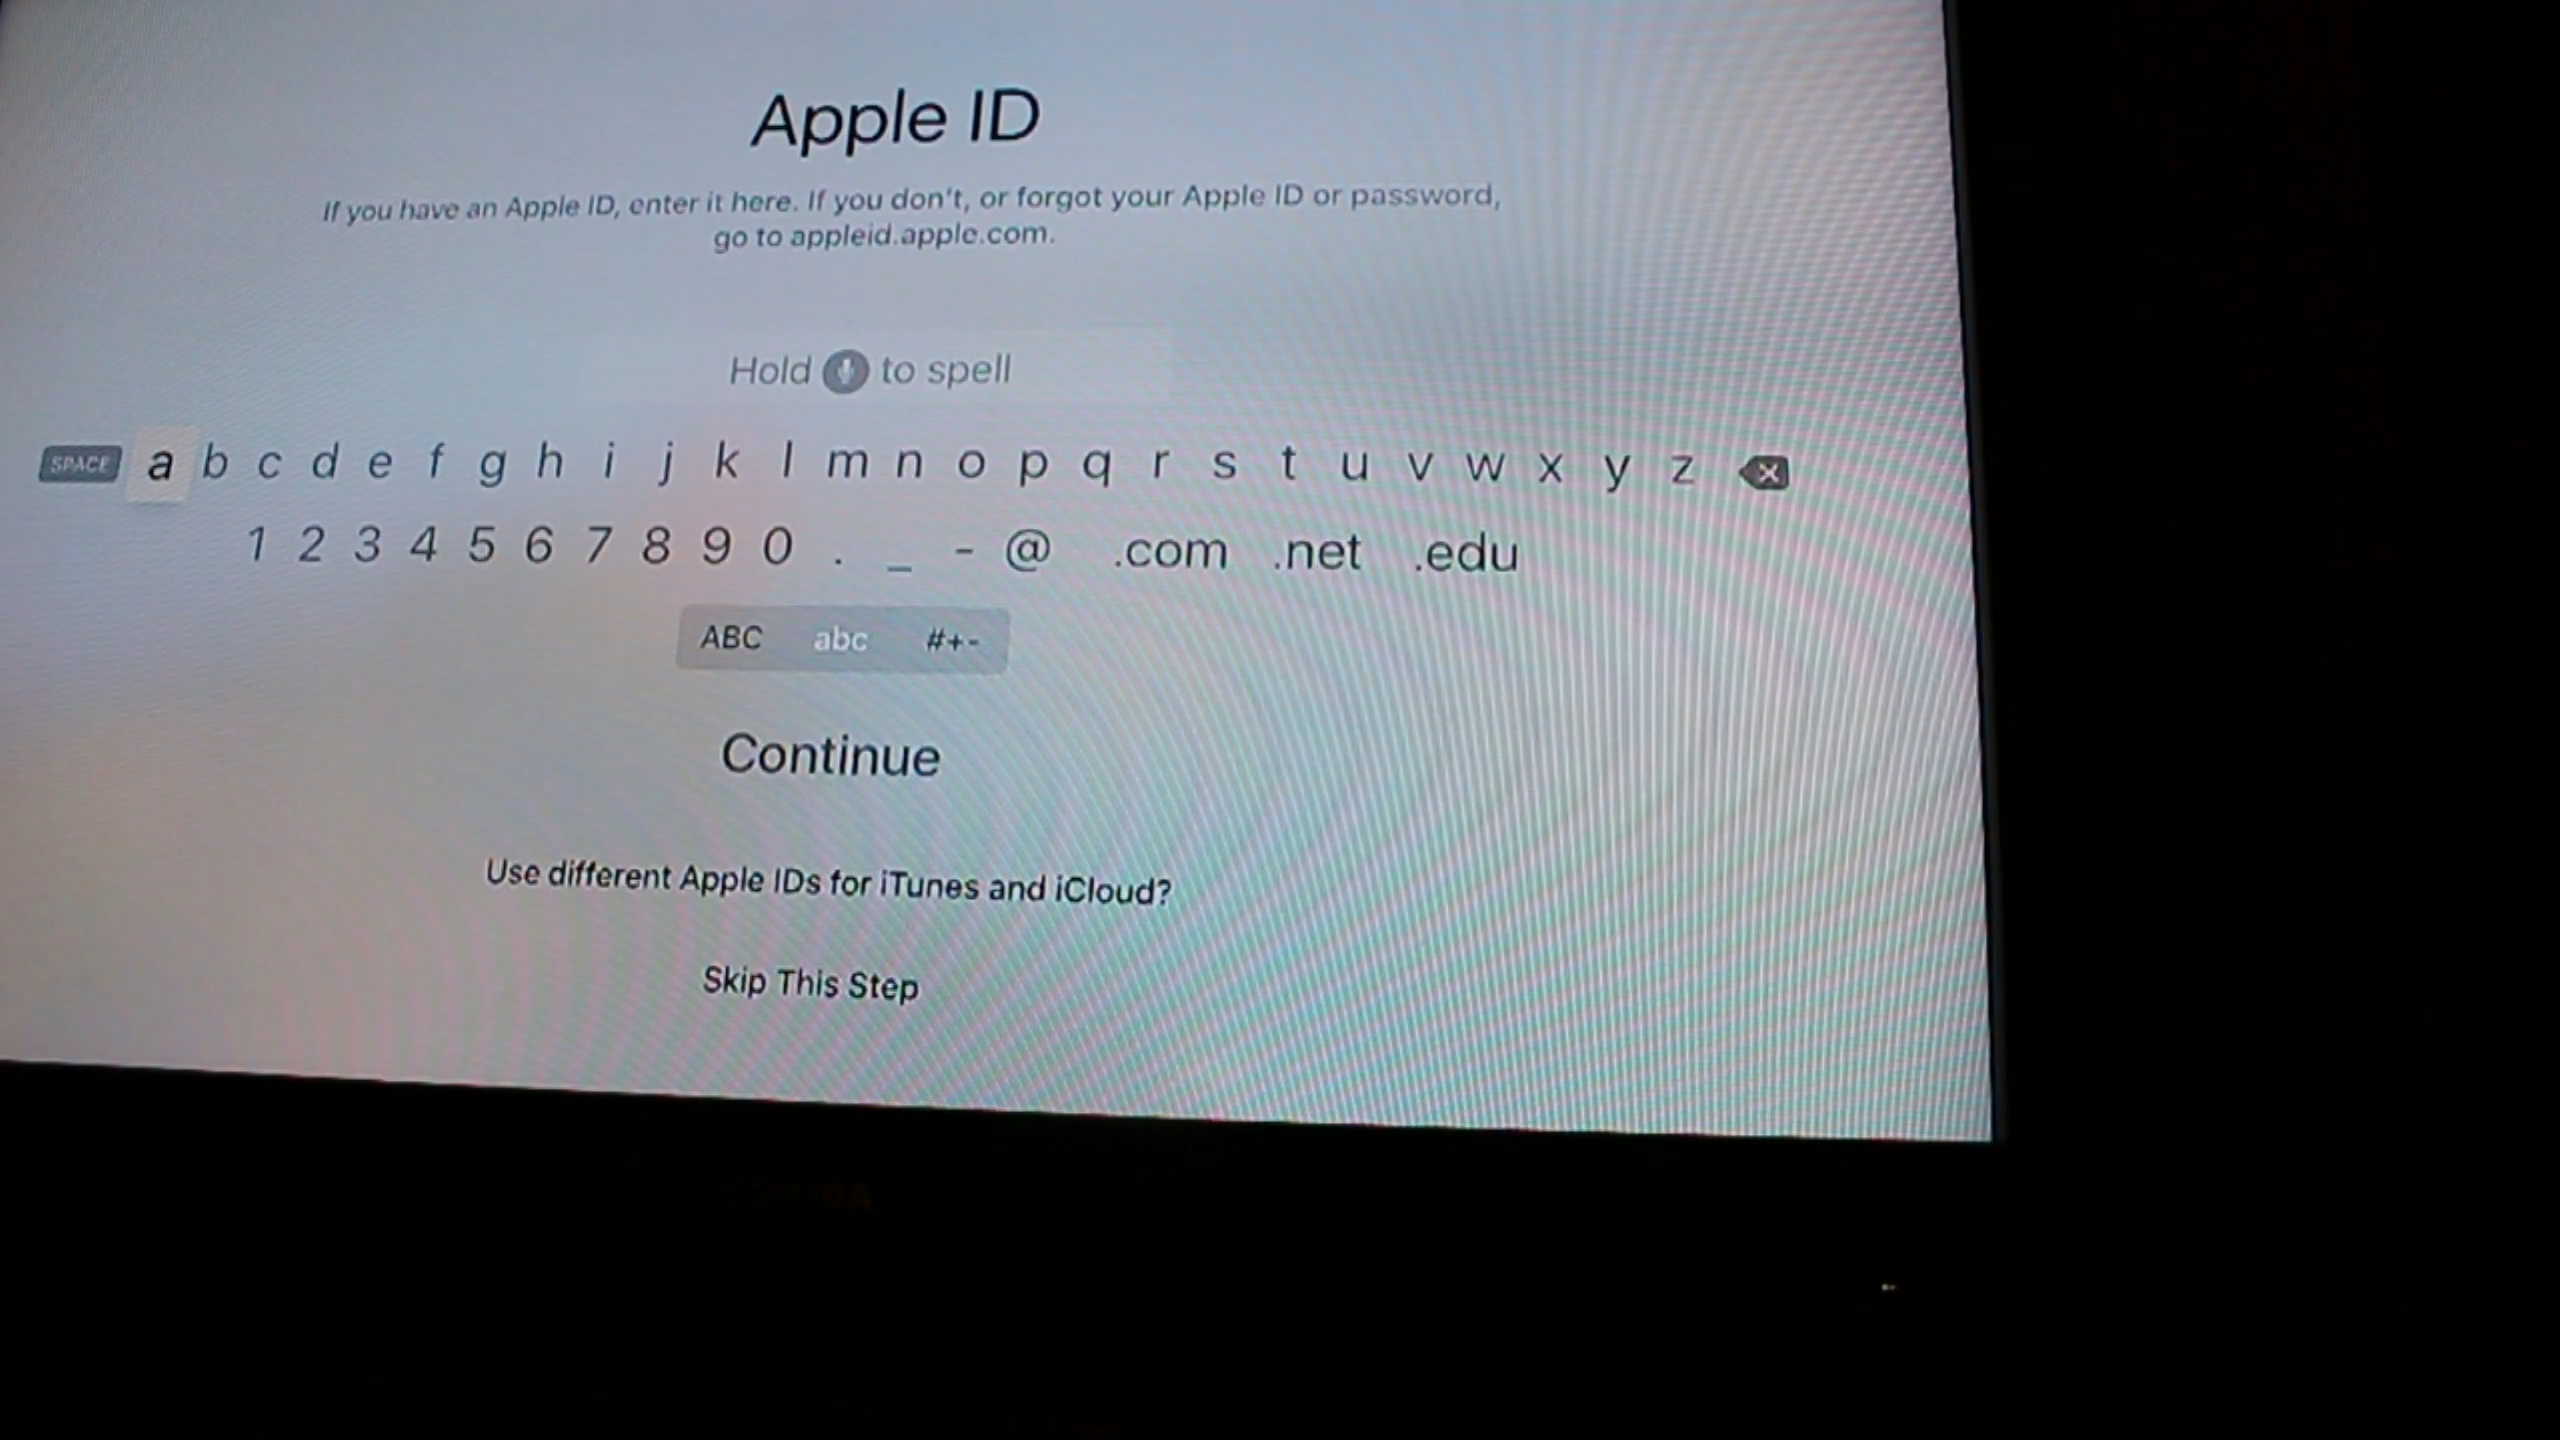 Apple ID
If you have an Apple ID, enter it here. If you don't, or forgot your Apple ID or password,
go to appleid.apple.com.
Hold to spell
SPACE a b c d e f g h i j k l m n o p q r s t u v w x y z
1 2 3 4 5 6 7 8 9 0 . _ - @ .com .net .edu
ABC abc #+-
Continue
Use different Apple IDs for iTunes and iCloud?
Skip This Step